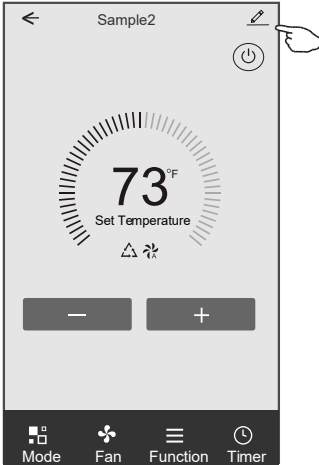 Sample2
73°F
Set Temperature
A
Mode Fan Function Timer